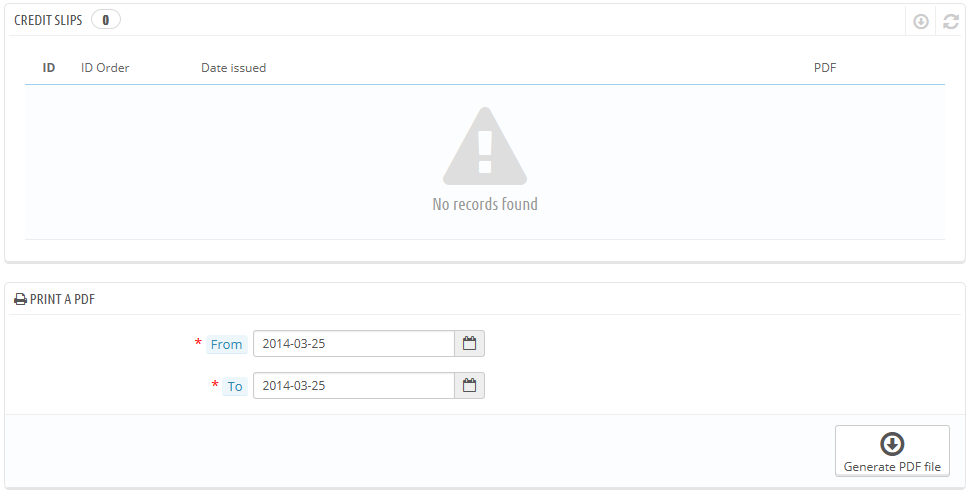 CREDIT SLIPS 0
ID ID Order Date issued PDF
No records found
PRINT A PDF
* From 2014-03-25
* To 2014-03-25
Generate PDF file